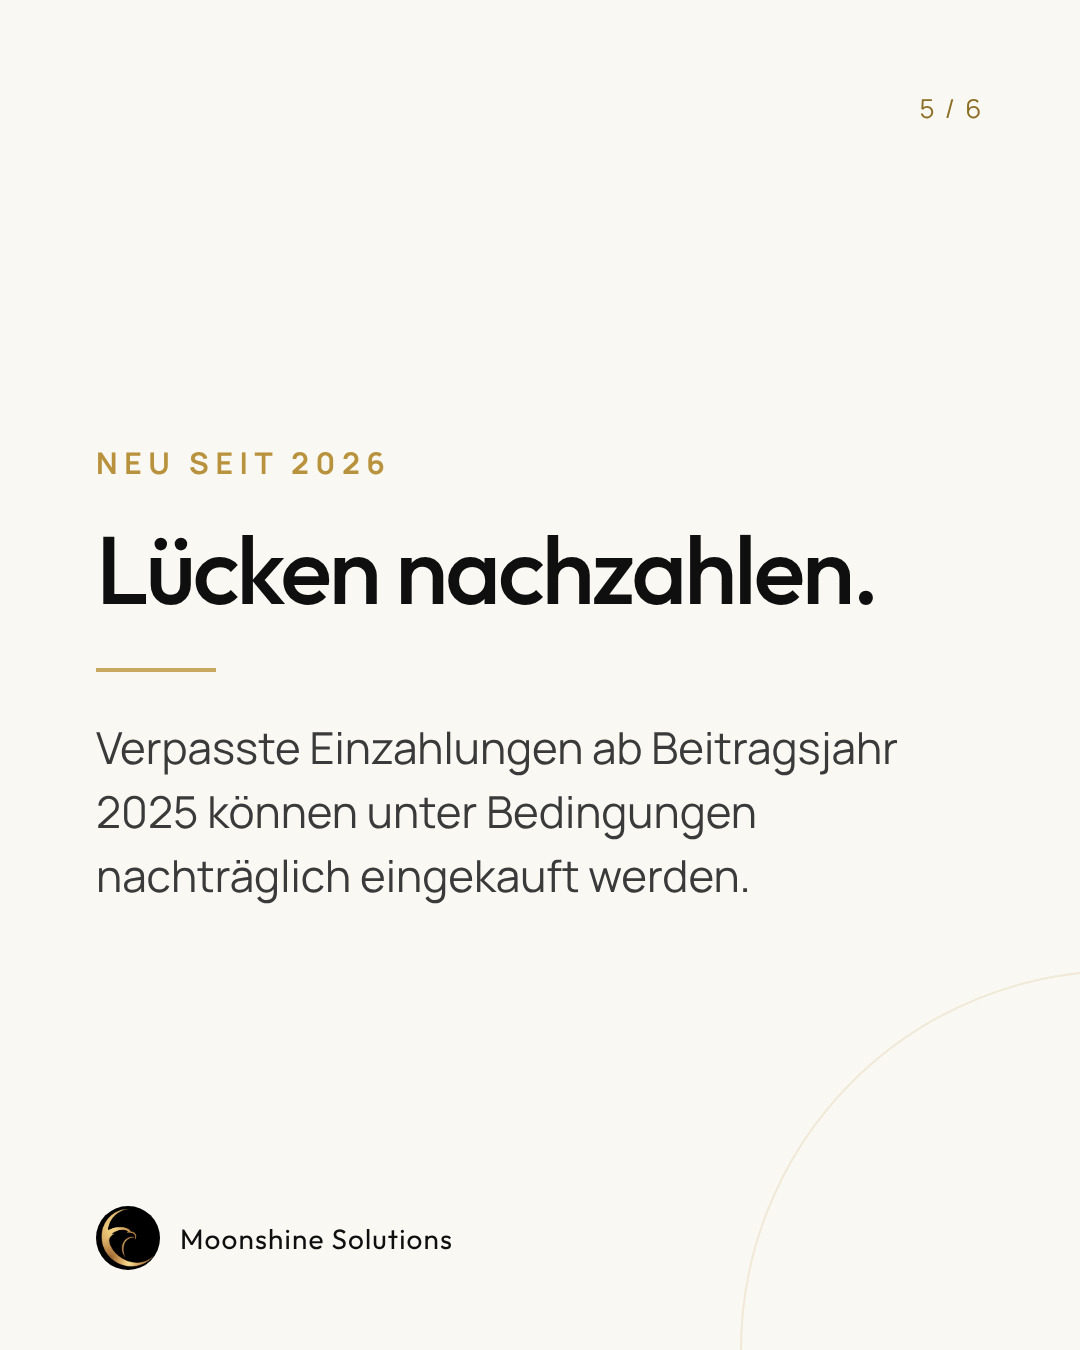 5 / 6
NEU SEIT 2026
Lücken nachzahlen.
Verpasste Einzahlungen ab Beitragsjahr
2025 können unter Bedingungen
nachträglich eingekauft werden.
Moonshine Solutions